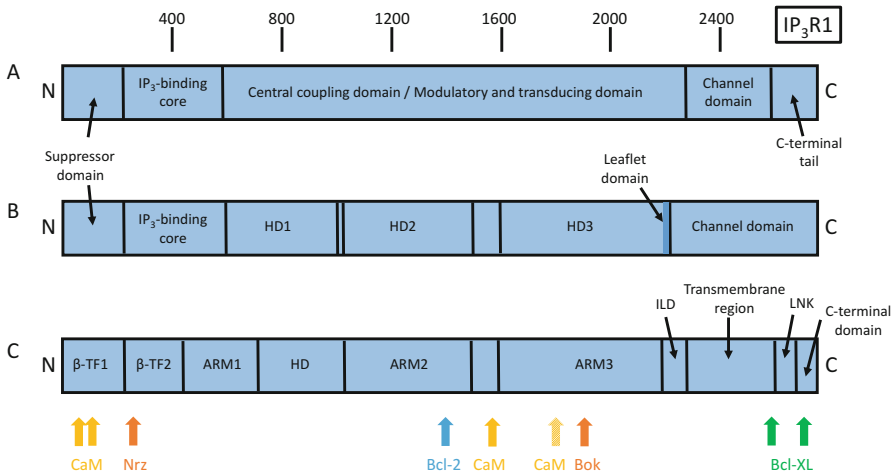 400 800 1200 1600 2000 2400 IP₃R1
A
N IP₃-binding Central coupling domain / Modulatory and transducing domain Channel C
core domain
Suppressor
domain
Leaflet
domain
C-terminal
tail
B
N IP₃-binding HD1 HD2 HD3 Channel domain C
core
ILD
Transmembrane
region
LNK
C-terminal
domain
C
N β-TF1 β-TF2 ARM1 HD ARM2 ARM3 C
CaM Nrz Bcl-2 CaM CaM Bok Bcl-XL